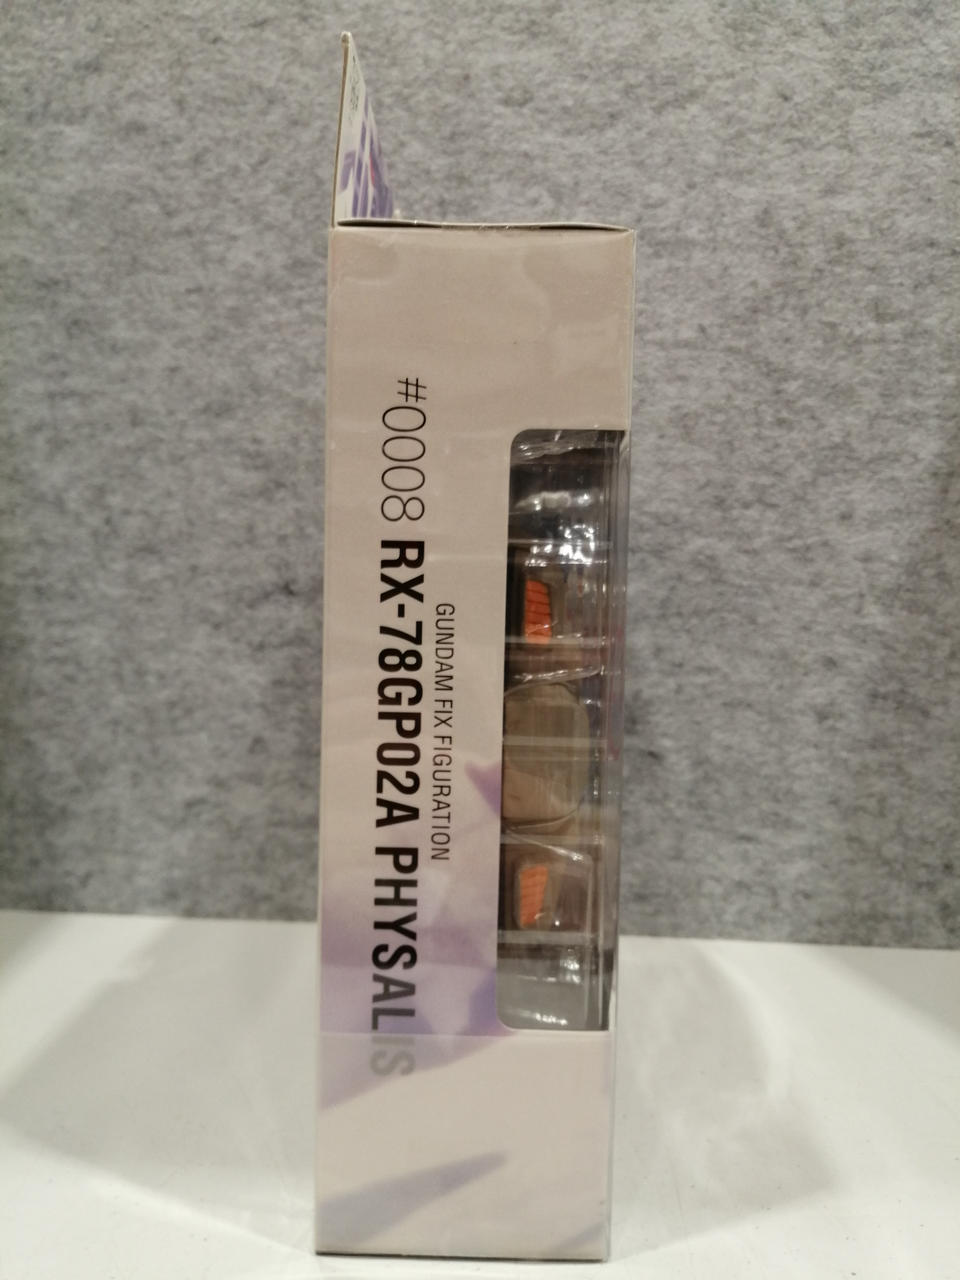 #0008 RX-78GP02A PHYSALIS
GUNDAM FIX FIGURATION